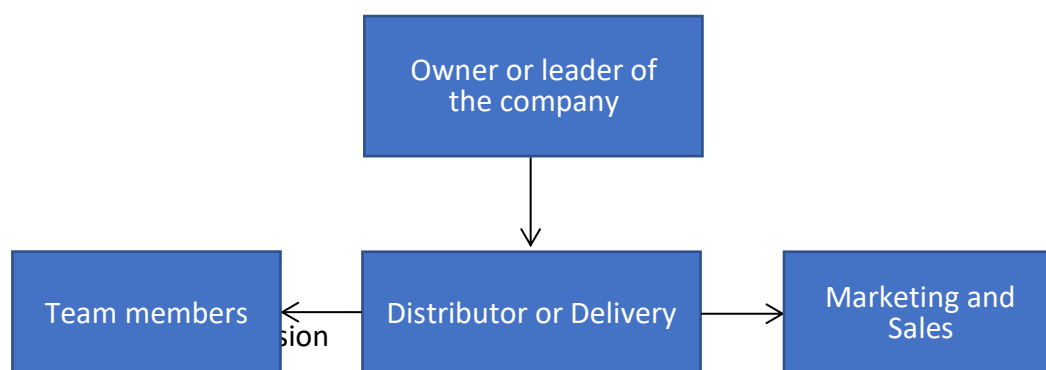 Owner or leader of
the company
Team members
Distributor or Delivery
Marketing and
Sales